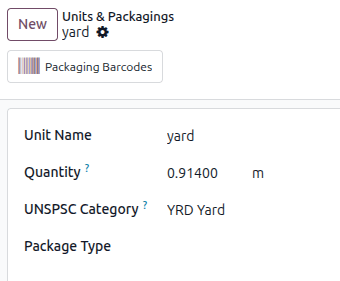 New
Units & Packagings
yard
Packaging Barcodes
Unit Name yard
Quantity ? 0.91400 m
UNSPSC Category ? YRD Yard
Package Type